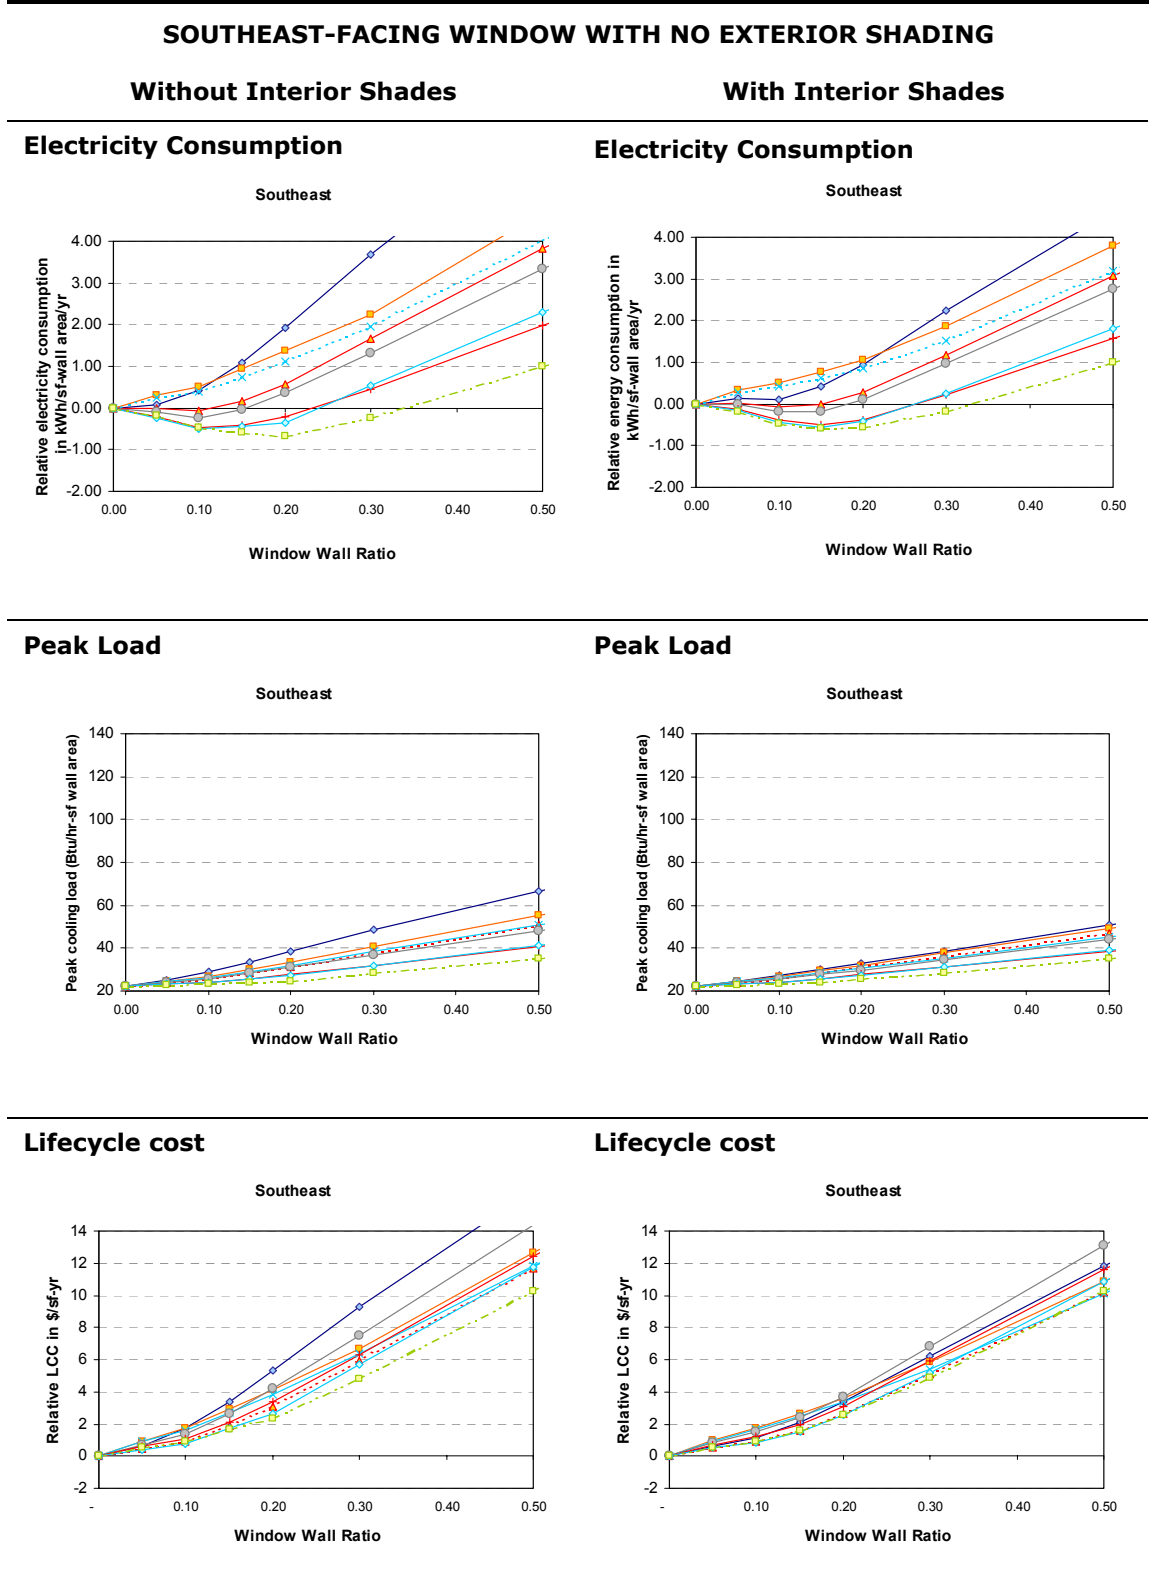 SOUTHEAST-FACING WINDOW WITH NO EXTERIOR SHADING
Without Interior Shades
With Interior Shades
Electricity Consumption
Electricity Consumption
Southeast
Relative electricity consumption
in kWh/sf-wall area/yr
4.00
3.00
2.00
1.00
0.00
-1.00
-2.00
0.00 0.10 0.20 0.30 0.40 0.50
Window Wall Ratio
Southeast
Relative energy consumption in
kWh/sf-wall area/yr
4.00
3.00
2.00
1.00
0.00
-1.00
-2.00
0.00 0.10 0.20 0.30 0.40 0.50
Window Wall Ratio
Peak Load
Peak Load
Southeast
Peak cooling load (Btu/hr-sf wall area)
140
120
100
80
60
40
20
0.00 0.10 0.20 0.30 0.40 0.50
Window Wall Ratio
Southeast
Peak cooling load (Btu/hr-sf wall area)
140
120
100
80
60
40
20
0.00 0.10 0.20 0.30 0.40 0.50
Window Wall Ratio
Lifecycle cost
Lifecycle cost
Southeast
Relative LCC in $/sf-yr
14
12
10
8
6
4
2
0
-2
- 0.10 0.20 0.30 0.40 0.50
Window Wall Ratio
Southeast
Relative LCC in $/sf-yr
14
12
10
8
6
4
2
0
-2
- 0.10 0.20 0.30 0.40 0.50
Window Wall Ratio